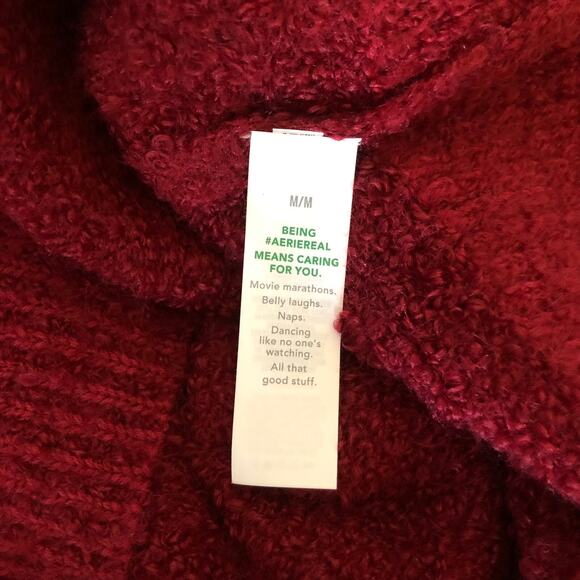 M/M
BEING
#AERIEREAL
MEANS CARING
FOR YOU.
Movie marathons.
Belly laughs.
Naps.
Dancing
like no one's
watching.
All that
good stuff.